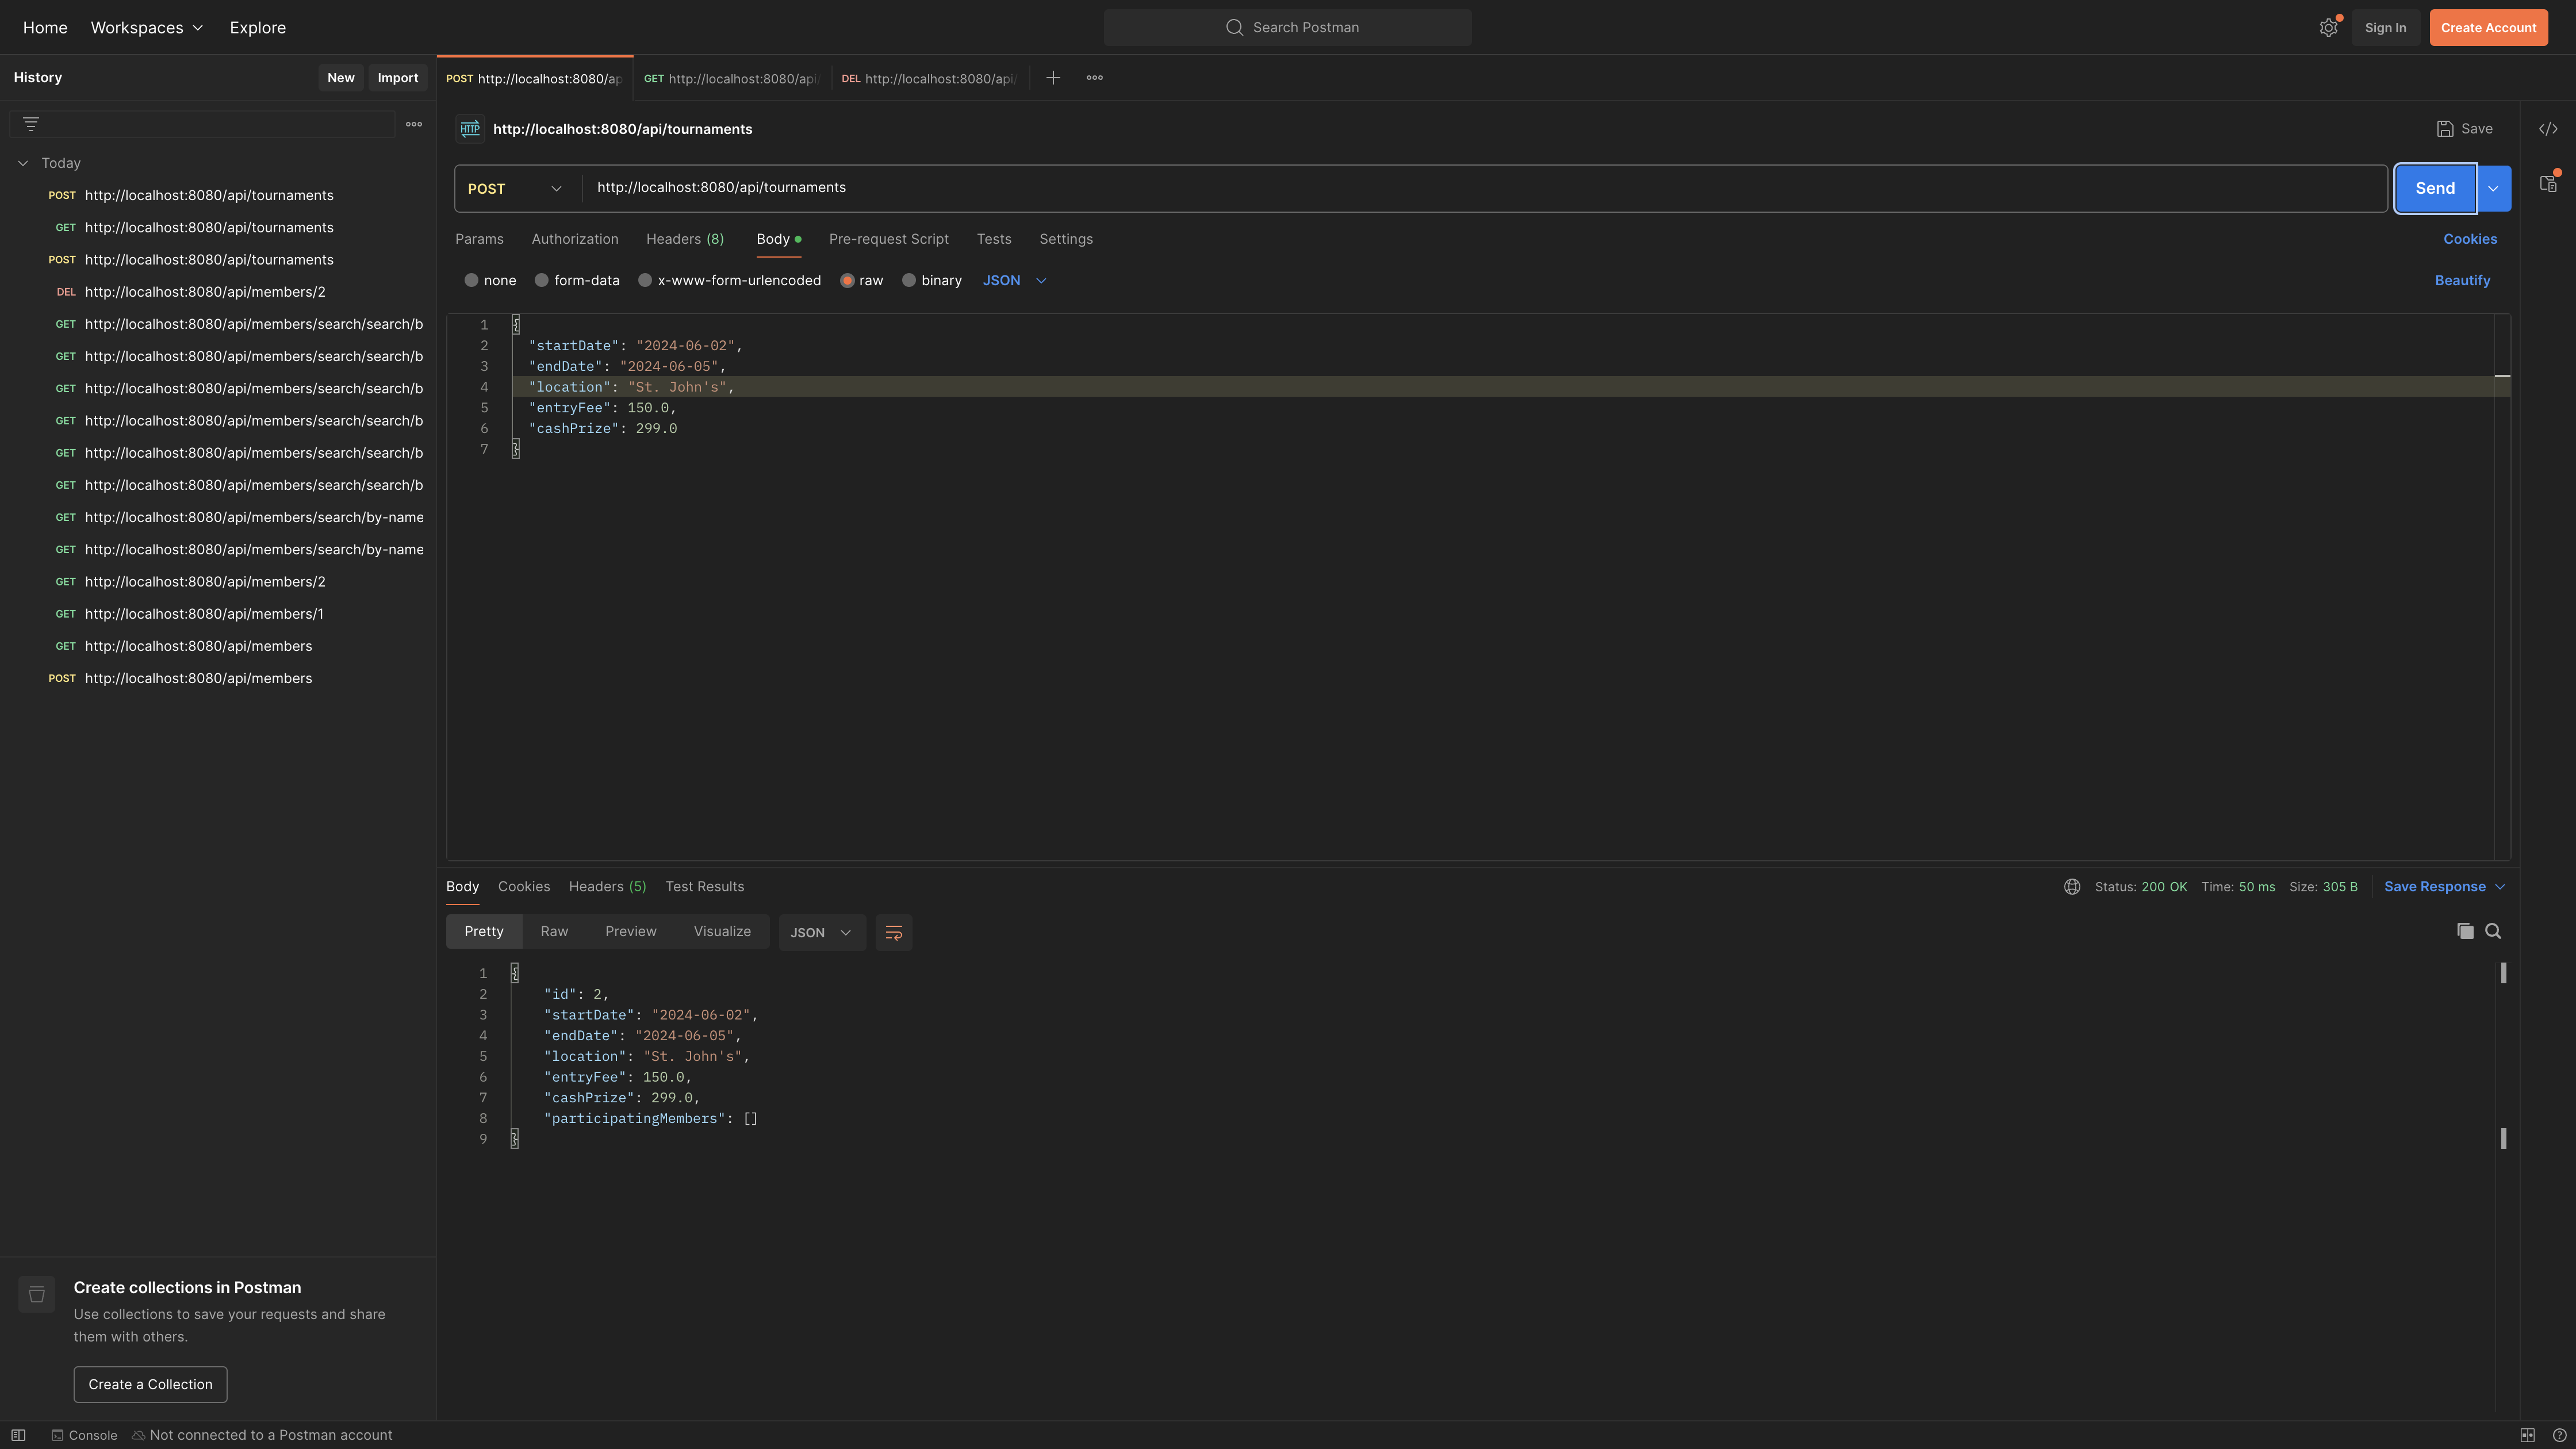 Home Workspaces Explore Search Postman Sign In Create Account
History New Import
POST http://localhost:8080/ap GET http://localhost:8080/api/ DEL http://localhost:8080/api/
HTTP http://localhost:8080/api/tournaments Save
Today
POST http://localhost:8080/api/tournaments
GET http://localhost:8080/api/tournaments
POST http://localhost:8080/api/tournaments
DEL http://localhost:8080/api/members/2
GET http://localhost:8080/api/members/search/search/b
GET http://localhost:8080/api/members/search/search/b
GET http://localhost:8080/api/members/search/search/b
GET http://localhost:8080/api/members/search/search/b
GET http://localhost:8080/api/members/search/search/b
GET http://localhost:8080/api/members/search/search/b
GET http://localhost:8080/api/members/search/by-name
GET http://localhost:8080/api/members/search/by-name
GET http://localhost:8080/api/members/2
GET http://localhost:8080/api/members/1
GET http://localhost:8080/api/members
POST http://localhost:8080/api/members
Create collections in Postman
Use collections to save your requests and share
them with others.
Create a Collection
POST http://localhost:8080/api/tournaments Send
Params Authorization Headers (8) Body Pre-request Script Tests Settings Cookies
none form-data x-www-form-urlencoded raw binary JSON Beautify
1 {
2 "startDate": "2024-06-02",
3 "endDate": "2024-06-05",
4 "location": "St. John's",
5 "entryFee": 150.0,
6 "cashPrize": 299.0
7 }
Body Cookies Headers (5) Test Results Status: 200 OK Time: 50 ms Size: 305 B Save Response
Pretty Raw Preview Visualize JSON
1 {
2 "id": 2,
3 "startDate": "2024-06-02",
4 "endDate": "2024-06-05",
5 "location": "St. John's",
6 "entryFee": 150.0,
7 "cashPrize": 299.0,
8 "participatingMembers": []
9 }
Console Not connected to a Postman account